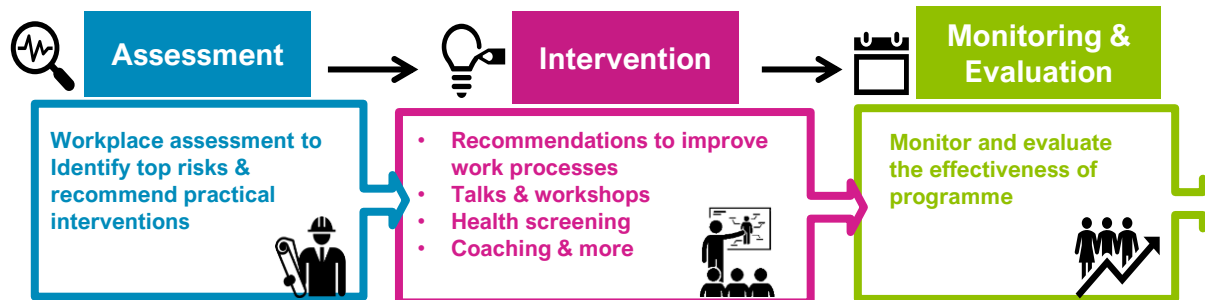 Assessment
Workplace assessment to
Identify top risks &
recommend practical
interventions
Intervention
• Recommendations to improve
work processes
• Talks & workshops
• Health screening
• Coaching & more
Monitoring &
Evaluation
Monitor and evaluate
the effectiveness of
programme